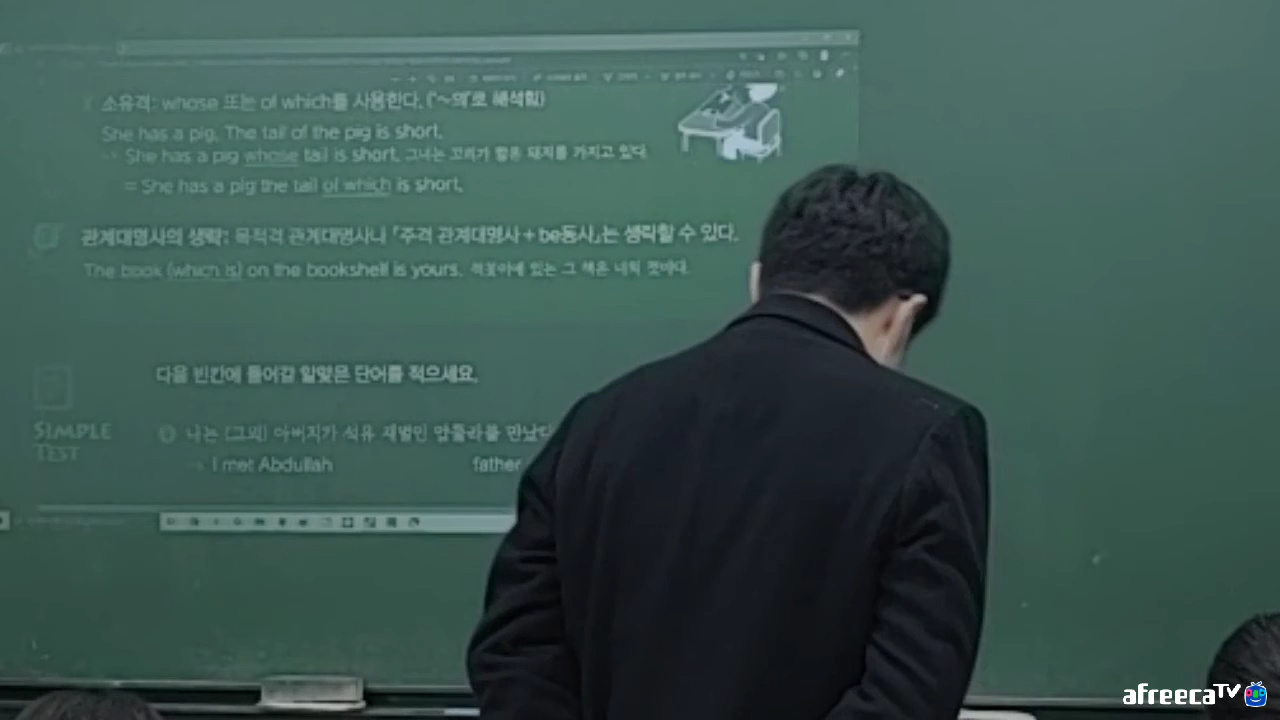 소유격: whose 또는 of which를 사용한다. ('~의'로 해석함)
She has a pig. The tail of the pig is short.
She has a pig whose tail is short. 그녀는 꼬리가 짧은 돼지를 가지고 있다.
= She has a pig the tail of which is short.
관계대명사의 생략: 목적격 관계대명사나 「주격 관계대명사 + be동사」는 생략할 수 있다.
The book (which is) on the bookshelf is yours. 책꽂이에 있는 그 책은 너의 것이다.
다음 빈칸에 들어갈 알맞은 단어를 적으세요.
SIMPLE
TEST
나는 (그의) 아버지가 석유 재벌인 압둘라를 만났다
→ I met Abdullah father
afreecaTV